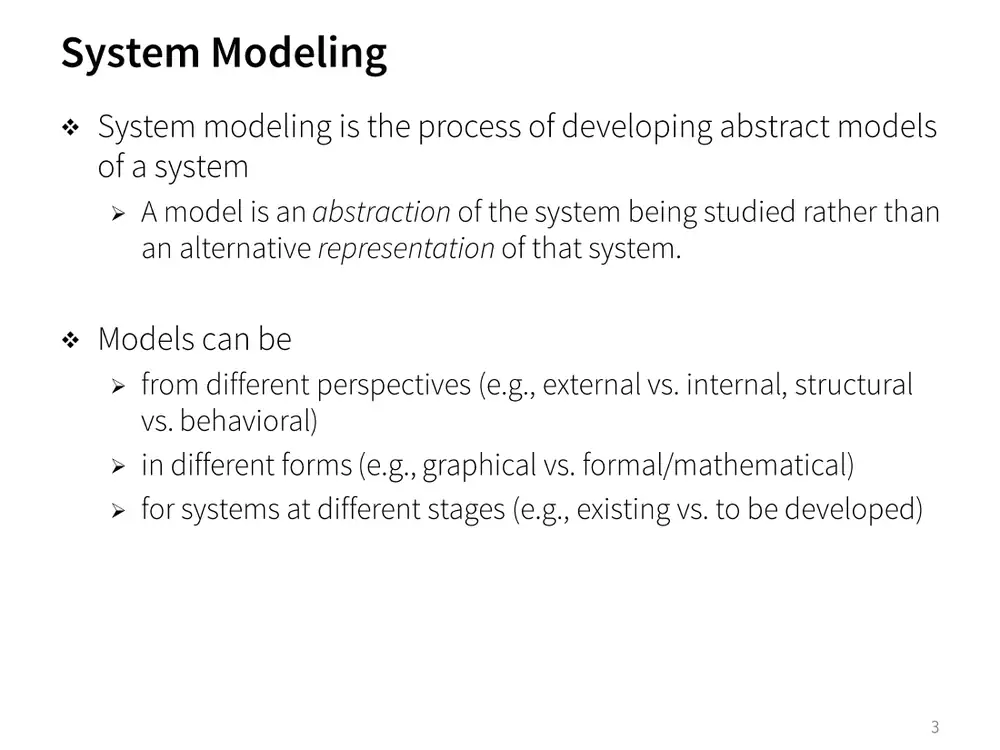 System Modeling
❖ System modeling is the process of developing abstract models
of a system
➢ A model is an abstraction of the system being studied rather than
an alternative representation of that system.
❖ Models can be
➢ from different perspectives (e.g., external vs. internal, structural
vs. behavioral)
➢ in different forms (e.g., graphical vs. formal/mathematical)
➢ for systems at different stages (e.g., existing vs. to be developed)
3